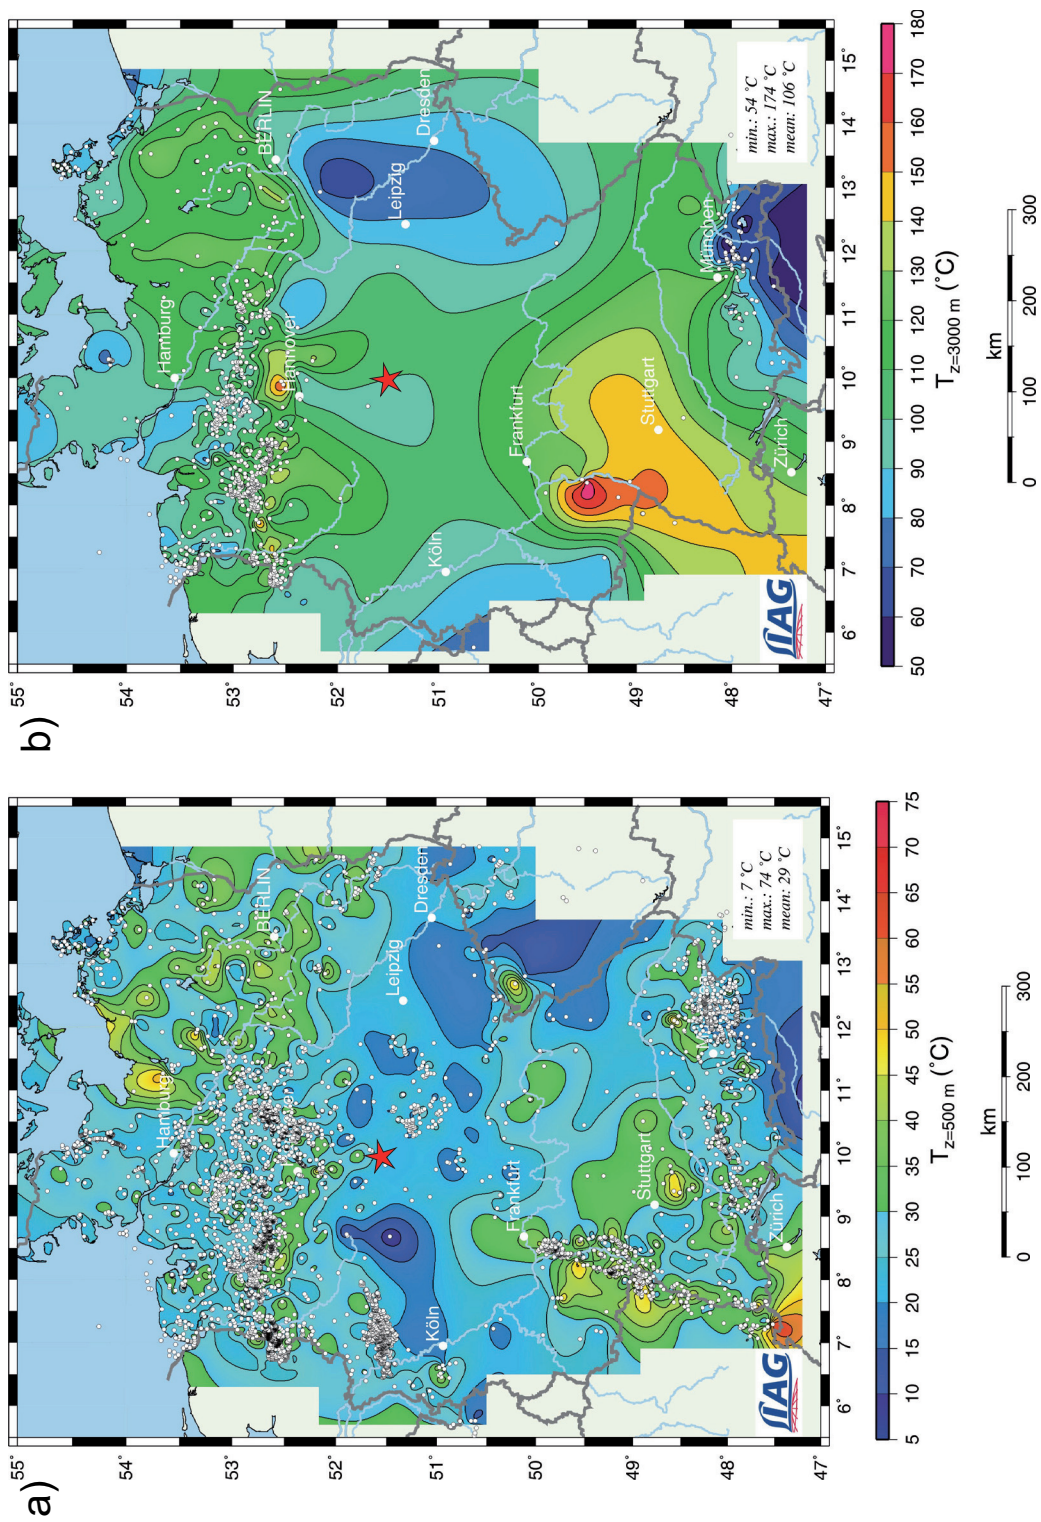 a)
55°
54°
53°
52°
51°
50°
49°
48°
47°
Hamburg
BERLIN
Leipzig
Dresden
Köln
Frankfurt
Stuttgart
Zürich
LIAG
min.: 7 °C
max.: 74 °C
mean: 29 °C
6° 7° 8° 9° 10° 11° 12° 13° 14° 15°
5 10 15 20 25 30 35 40 45 50 55 60 65 70 75
T z=500 m (°C)
km
0 100 200 300
b)
55°
54°
53°
52°
51°
50°
49°
48°
47°
Hamburg
BERLIN
Hannover
Leipzig
Dresden
Köln
Frankfurt
Stuttgart
München
Zürich
LIAG
min.: 54 °C
max.: 174 °C
mean: 106 °C
6° 7° 8° 9° 10° 11° 12° 13° 14° 15°
50 60 70 80 90 100 110 120 130 140 150 160 170 180
T z=3000 m (°C)
km
0 100 200 300